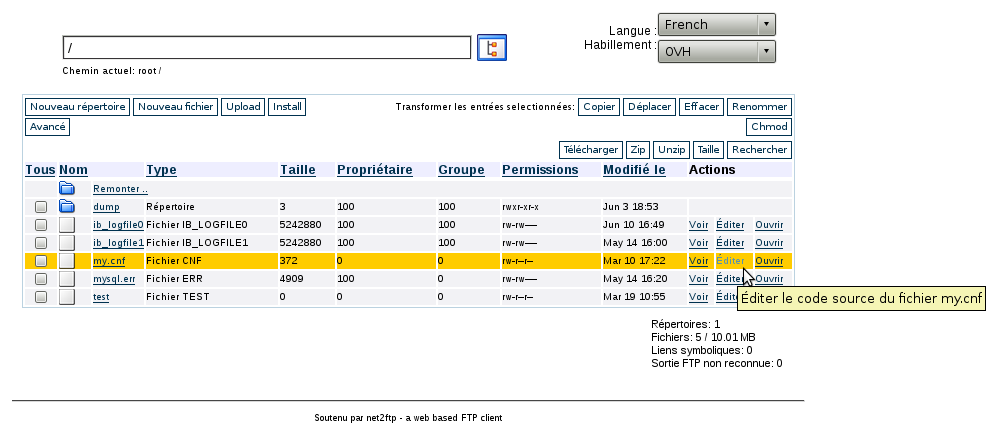 Langue : French
/
Habillement : OVH
Chemin actuel: root /
Nouveau répertoire Nouveau fichier Upload Install Transformer les entrées selectionnées: Copier Déplacer Effacer Renommer
Avancé Chmod
Télécharger Zip Unzip Taille Rechercher
Tous Nom Type Taille Propriétaire Groupe Permissions Modifié le Actions
Remonter ..
dump Répertoire 3 100 100 rwxr-xr-x Jun 3 18:53
ib_logfile0 Fichier IB_LOGFILE0 5242880 100 100 rw-rw---- Jun 10 16:49 Voir Éditer Ouvrir
ib_logfile1 Fichier IB_LOGFILE1 5242880 100 100 rw-rw---- May 14 16:00 Voir Éditer Ouvrir
my.cnf Fichier CNF 372 0 0 rw-r--r-- Mar 10 17:22 Voir Éditer Ouvrir
mysql.err Fichier ERR 4909 100 0 rw-rw---- May 14 16:20 Voir Éditer Ouvrir
test Fichier TEST 0 0 0 rw-r--r-- Mar 19 10:55 Voir
Éditer le code source du fichier my.cnf
Répertoires: 1
Fichiers: 5 / 10.01 MB
Liens symboliques: 0
Sortie FTP non reconnue: 0
Soutenu par net2ftp - a web based FTP client